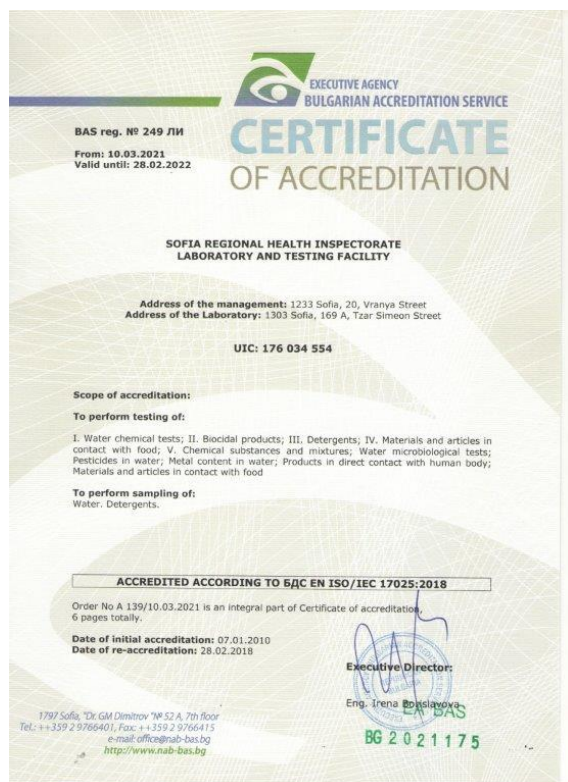 EXECUTIVE AGENCY
BULGARIAN ACCREDITATION SERVICE
CERTIFICATE
OF ACCREDITATION
BAS reg. № 249 ЛИ
From: 10.03.2021
Valid until: 28.02.2022
SOFIA REGIONAL HEALTH INSPECTORATE
LABORATORY AND TESTING FACILITY
Address of the management: 1233 Sofia, 20, Vranya Street
Address of the Laboratory: 1303 Sofia, 169 A, Tzar Simeon Street
UIC: 176 034 554
Scope of accreditation:
To perform testing of:
I. Water chemical tests; II. Biocidal products; III. Detergents; IV. Materials and articles in
contact with food; V. Chemical substances and mixtures; Water microbiological tests;
Pesticides in water; Metal content in water; Products in direct contact with human body;
Materials and articles in contact with food
To perform sampling of:
Water. Detergents.
ACCREDITED ACCORDING TO БДС EN ISO/IEC 17025:2018
Order No A 139/10.03.2021 is an integral part of Certificate of accreditation,
6 pages totally.
Date of initial accreditation: 07.01.2010
Date of re-accreditation: 28.02.2018
Executive Director:
Eng. Irena Borislavova
EA BAS
BG 2021175
1797 Sofia, "Dr. GM Dimitrov "№ 52 A, 7th floor
Tel.: ++359 2 9766401, Fax: ++359 2 9766415
e-mail: office@nab-bas.bg
http://www.nab-bas.bg